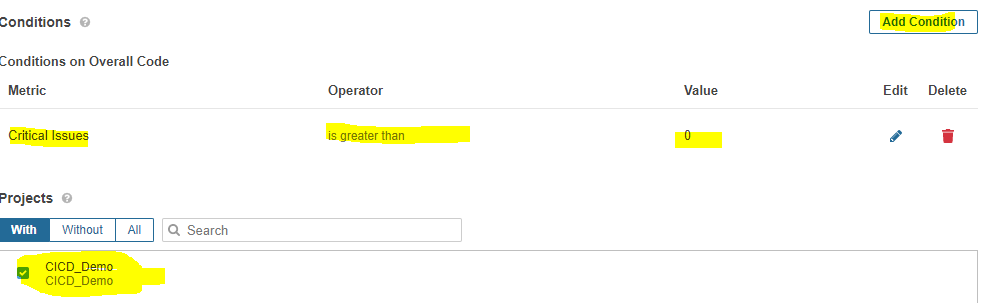 Conditions ?
Add Condition
Conditions on Overall Code
Metric Operator Value Edit Delete
Critical Issues is greater than 0
Projects ?
With Without All Search
CICD_Demo
CICD_Demo